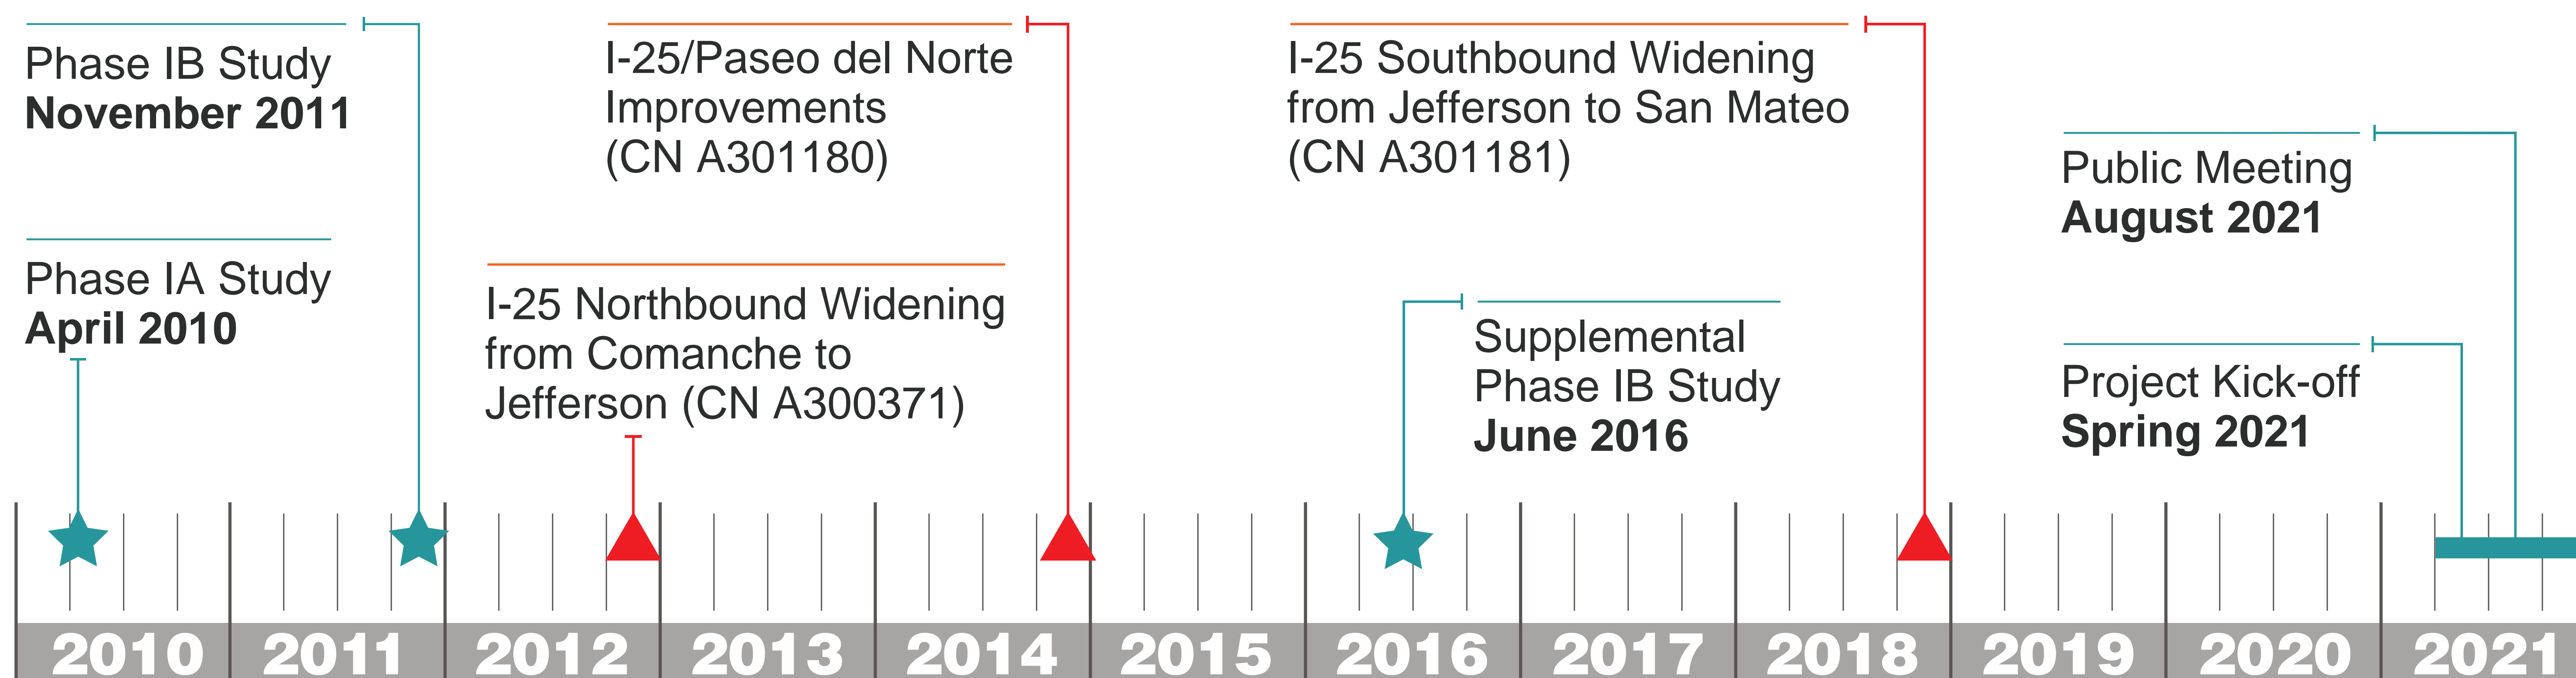 Phase IB Study
November 2011
Phase IA Study
April 2010
I-25/Paseo del Norte
Improvements
(CN A301180)
I-25 Northbound Widening
from Comanche to
Jefferson (CN A300371)
I-25 Southbound Widening
from Jefferson to San Mateo
(CN A301181)
Supplemental
Phase IB Study
June 2016
Public Meeting
August 2021
Project Kick-off
Spring 2021
2010 2011 2012 2013 2014 2015 2016 2017 2018 2019 2020 2021